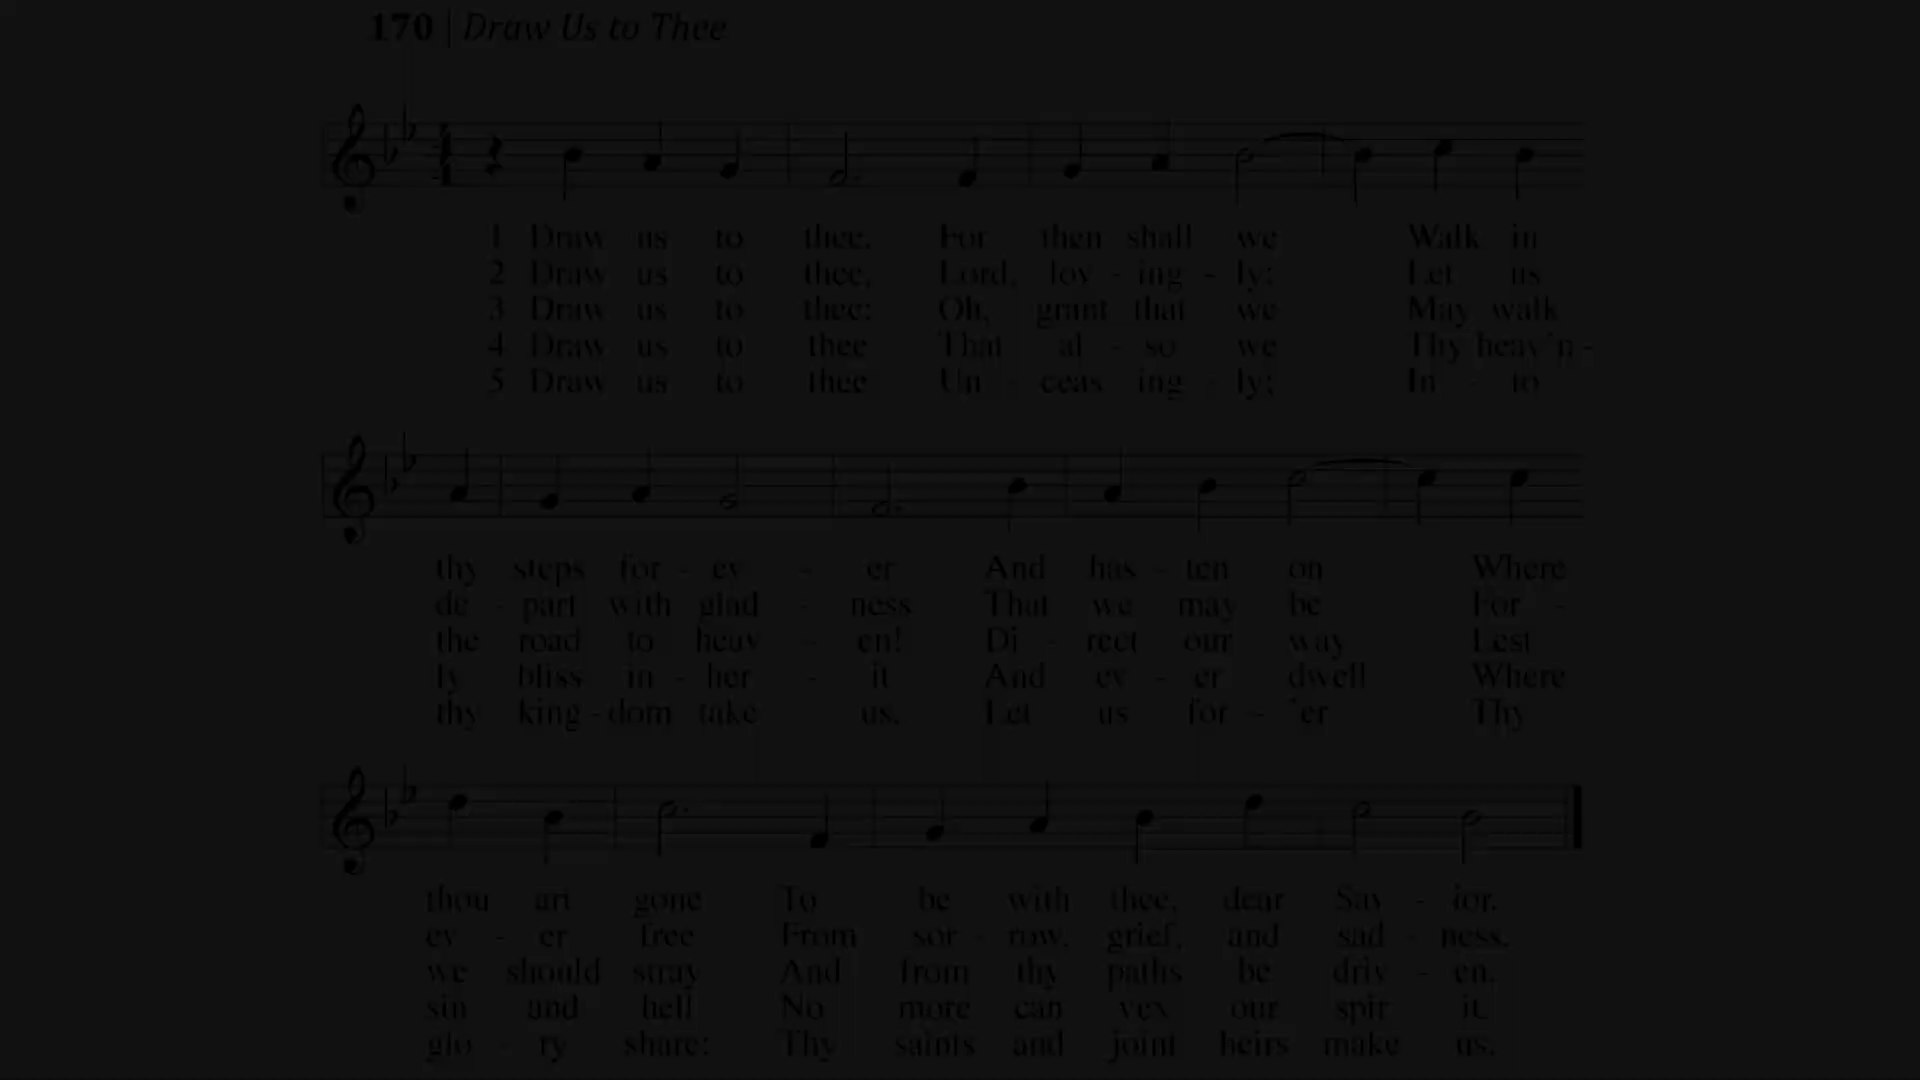 170 | Draw Us to Thee
1 Draw us to thee, For then shall we Walk in
2 Draw us to thee, Lord, lov - ing - ly; Let us
3 Draw us to thee; Oh, grant that we May walk
4 Draw us to thee That al - so we Thy heav'n -
5 Draw us to thee Un - ceas - ing - ly; In - to
thy steps for - ev - er And has - ten on Where
de - part with glad - ness That we may be For -
the road to heav - en! Di - rect our way Lest
ly bliss in - her - it And ev - er dwell Where
thy king - dom take us. Let us for - e'er Thy
thou art gone To be with thee, dear Sav - ior.
ev - er free From sor - row, grief, and sad - ness.
we should stray And from thy paths be driv - en.
sin and hell No more can vex our spir - it.
glo - ry share; Thy saints and joint heirs make us.